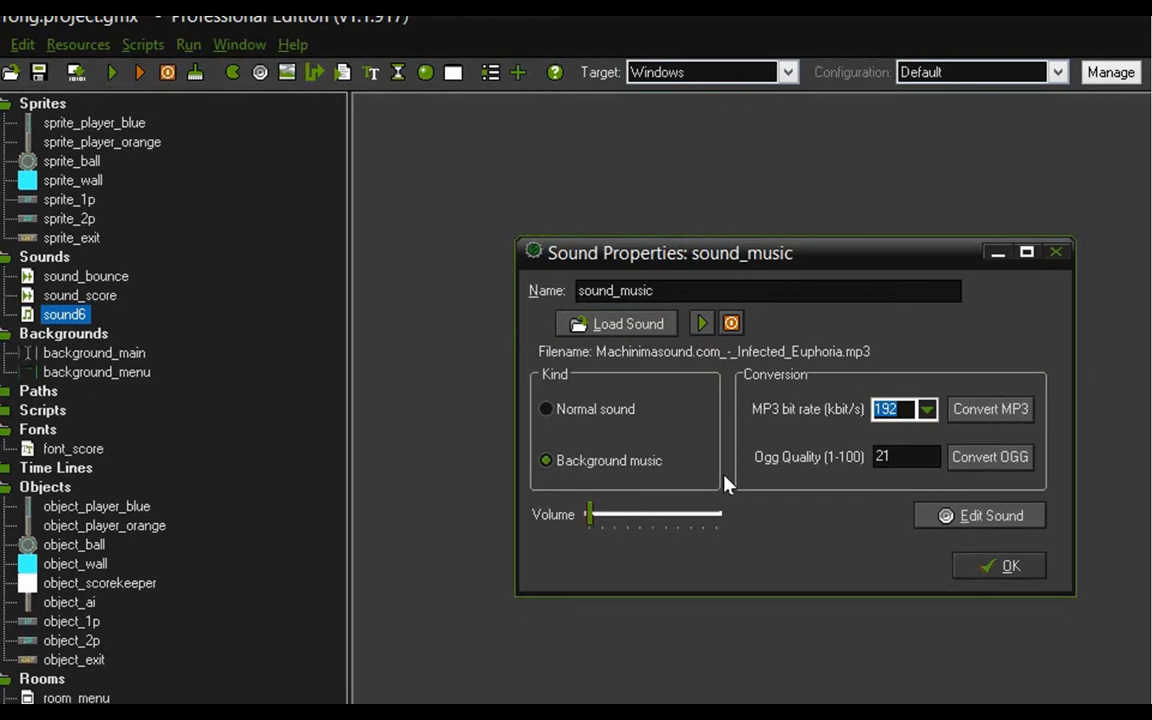 Pong.project.gmx - Professional Edition (v1.1.917)
Edit Resources Scripts Run Window Help
Target: Windows Configuration: Default Manage
Sprites
sprite_player_blue
sprite_player_orange
sprite_ball
sprite_wall
sprite_1p
sprite_2p
sprite_exit
Sounds
sound_bounce
sound_score
sound6
Backgrounds
background_main
background_menu
Paths
Scripts
Fonts
font_score
Time Lines
Objects
object_player_blue
object_player_orange
object_ball
object_wall
object_scorekeeper
object_ai
object_1p
object_2p
object_exit
Rooms
room_menu
Sound Properties: sound_music
Name: sound_music
Load Sound
Filename: Machinimasound.com_-_Infected_Euphoria.mp3
Kind
Normal sound
Background music
Conversion
MP3 bit rate (kbit/s) 192 Convert MP3
Ogg Quality (1-100) 21 Convert OGG
Volume
Edit Sound
OK